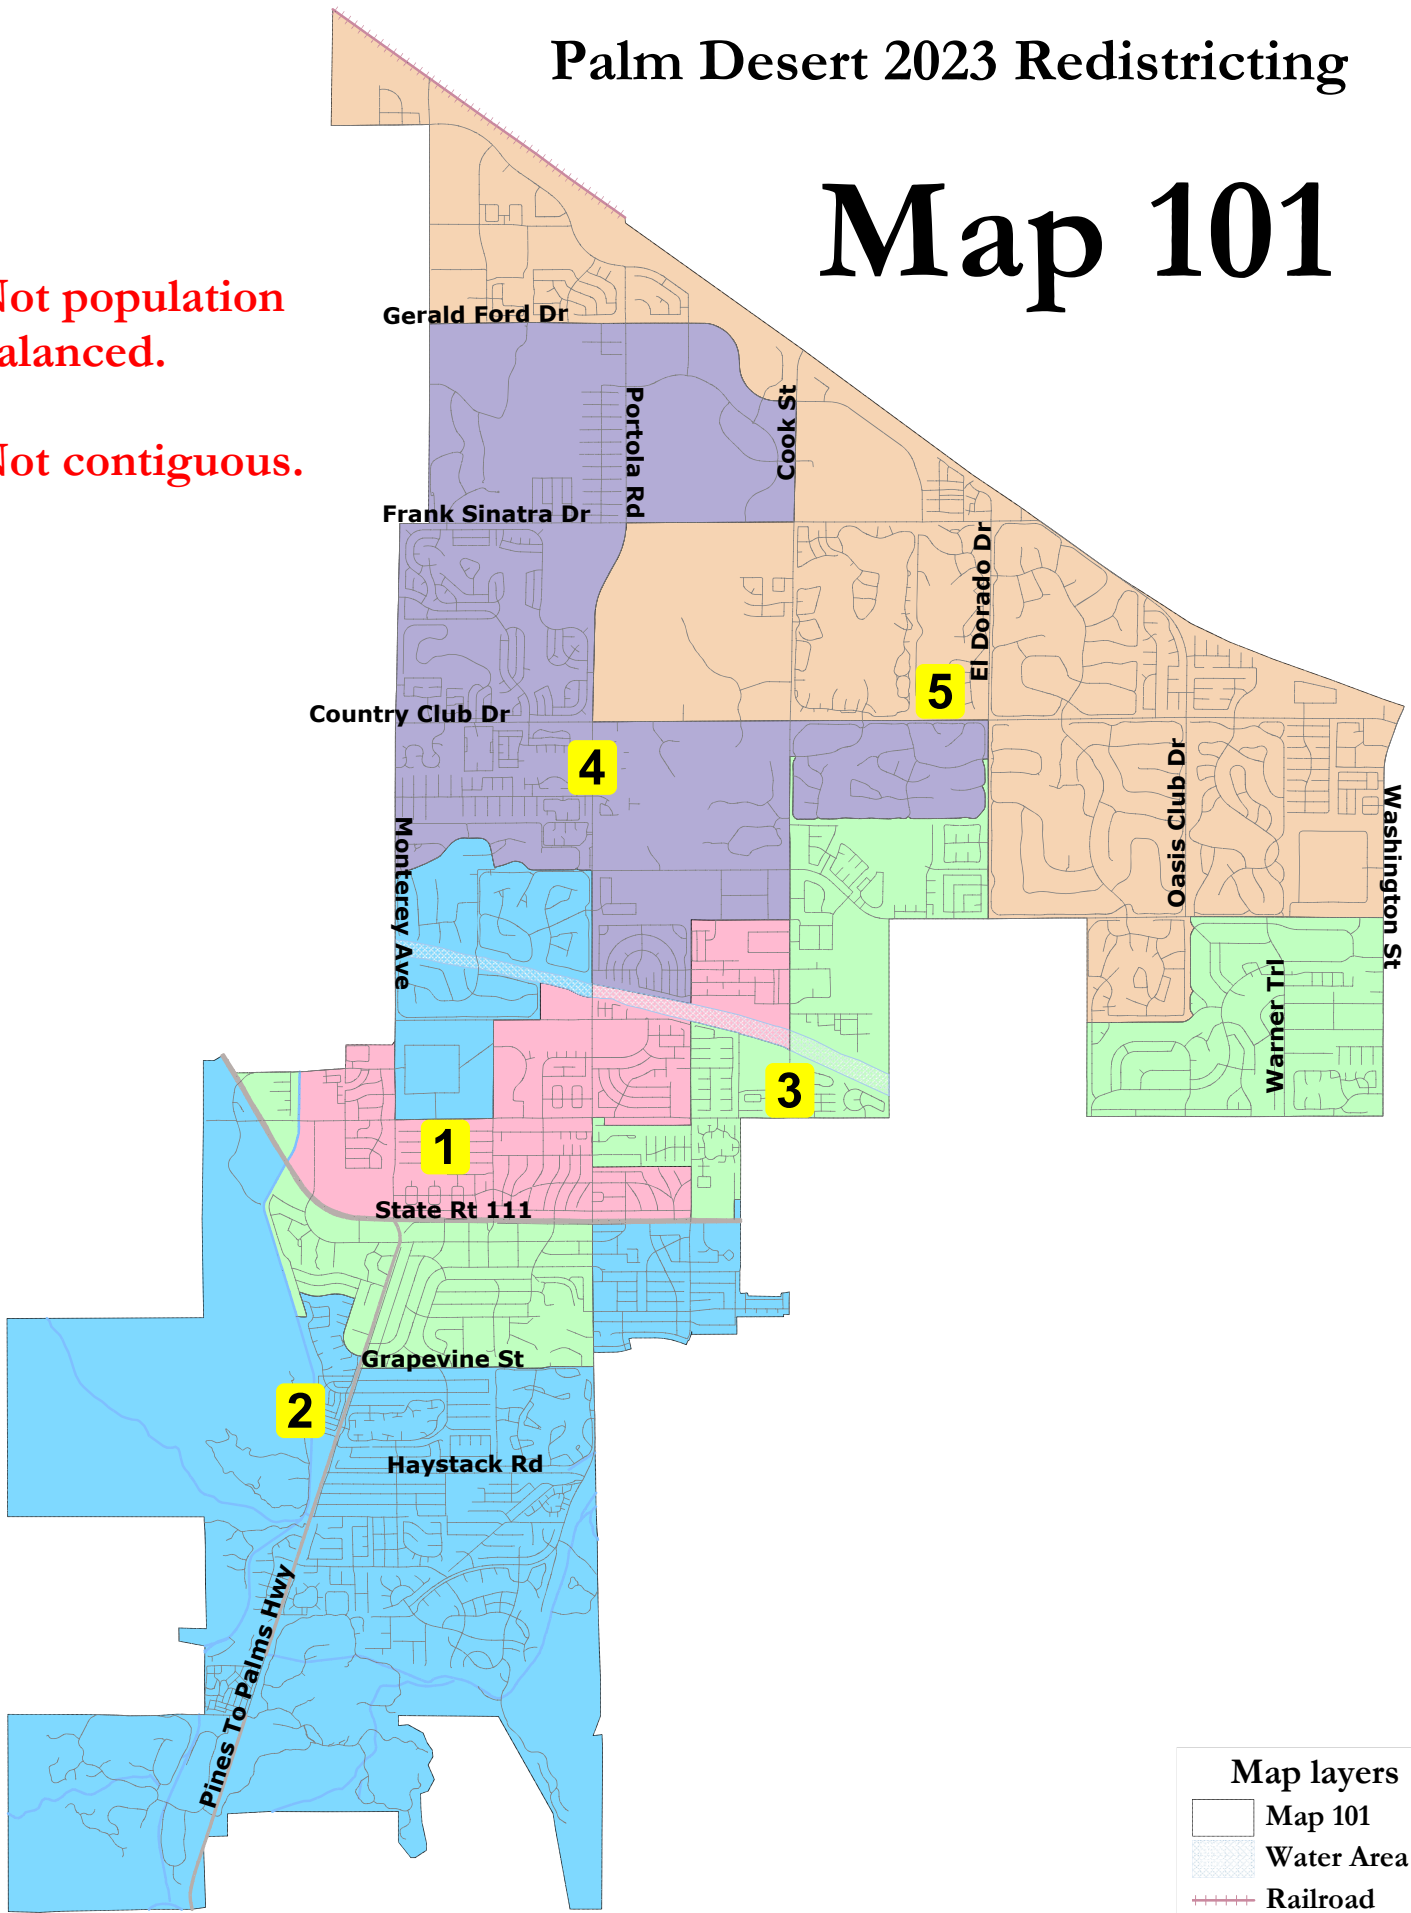 Palm Desert 2023 Redistricting
Map 101
Not population
alanced.
Not contiguous.
Gerald Ford Dr
Portola Rd
Cook St
Frank Sinatra Dr
El Dorado Dr
5
Country Club Dr
4
Oasis Club Dr
Washington St
Monterey Ave
Warner Trl
3
1
State Rt 111
Grapevine St
2
Haystack Rd
Pines To Palms Hwy
Map layers
Map 101
Water Area
Railroad